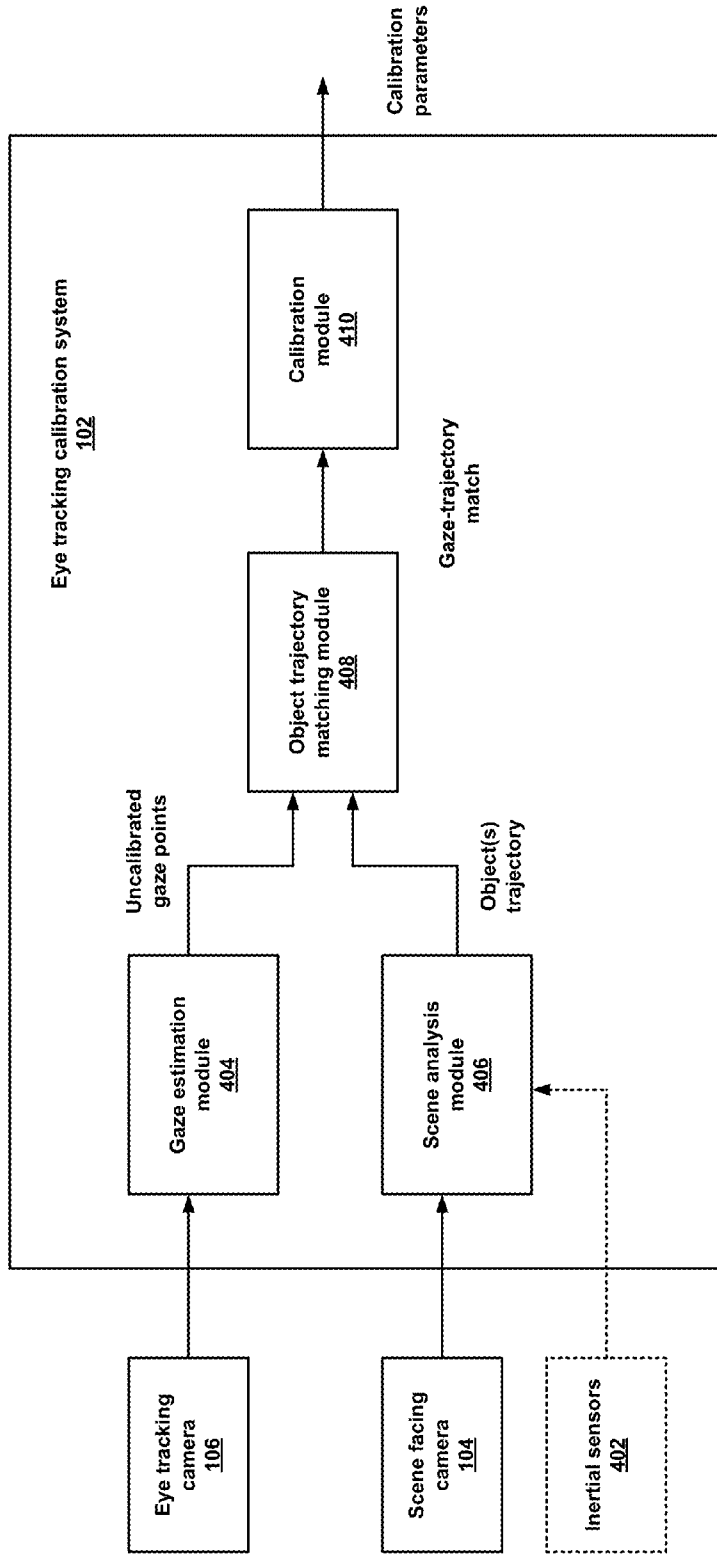 Eye tracking calibration system
102
Eye tracking
camera
106
Gaze estimation
module
404
Uncalibrated
gaze points
Scene facing
camera
104
Scene analysis
module
406
Object(s)
trajectory
Inertial sensors
402
Object trajectory
matching module
408
Gaze-trajectory
match
Calibration
module
410
Calibration
parameters